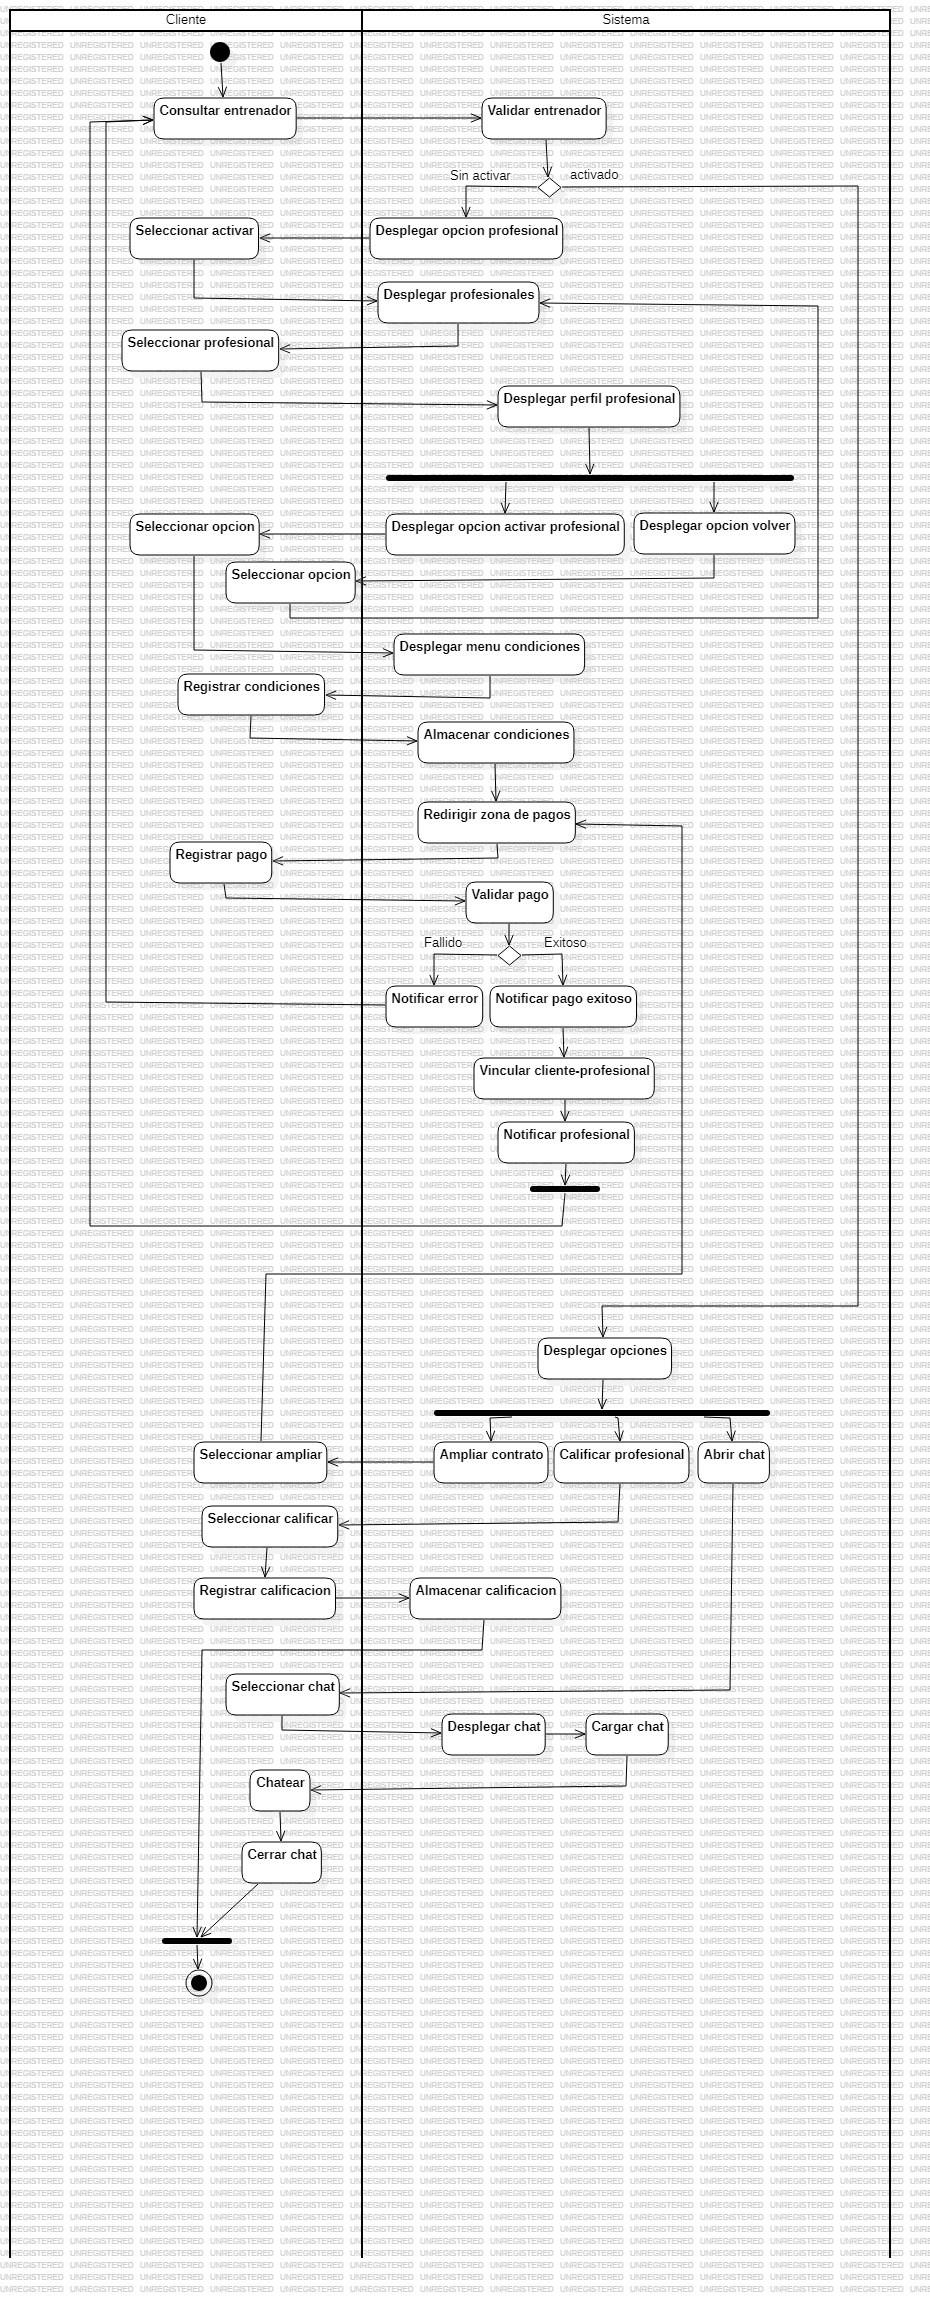 Cliente
Sistema
Consultar entrenador
Validar entrenador
Sin activar
activado
Seleccionar activar
Desplegar opcion profesional
Desplegar profesionales
Seleccionar profesional
Desplegar perfil profesional
Seleccionar opcion
Desplegar opcion activar profesional
Desplegar opcion volver
Seleccionar opcion
Desplegar menu condiciones
Registrar condiciones
Almacenar condiciones
Redirigir zona de pagos
Registrar pago
Validar pago
Fallido
Exitoso
Notificar error
Notificar pago exitoso
Vincular cliente-profesional
Notificar profesional
Desplegar opciones
Seleccionar ampliar
Ampliar contrato
Calificar profesional
Abrir chat
Seleccionar calificar
Registrar calificacion
Almacenar calificacion
Seleccionar chat
Desplegar chat
Cargar chat
Chatear
Cerrar chat
UNREGISTERED